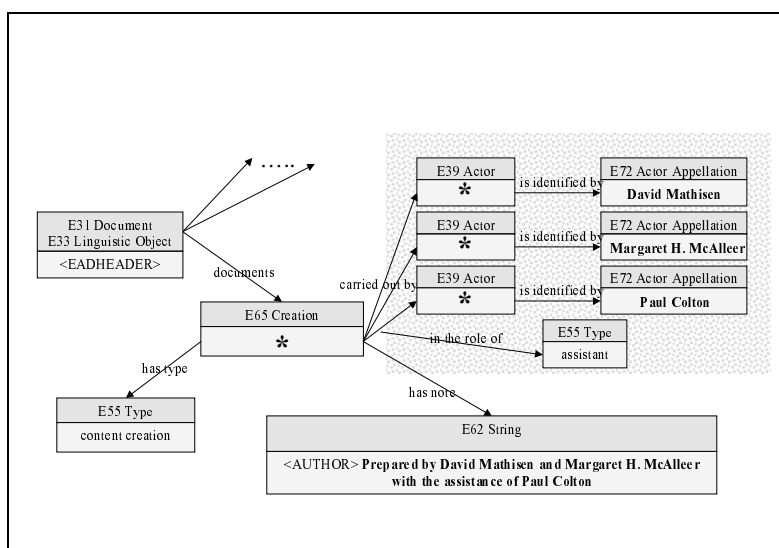 .....
E39 Actor
*
is identified by
E72 Actor Appellation
David Mathisen
E31 Document
E33 Linguistic Object
<EADHEADER>
E39 Actor
*
is identified by
E72 Actor Appellation
Margaret H. McAlleer
documents
carried out by
E39 Actor
*
is identified by
E72 Actor Appellation
Paul Colton
E65 Creation
*
in the role of
E55 Type
assistant
has type
has note
E55 Type
content creation
E62 String
<AUTHOR> Prepared by David Mathisen and Margaret H. McAlleer
with the assistance of Paul Colton